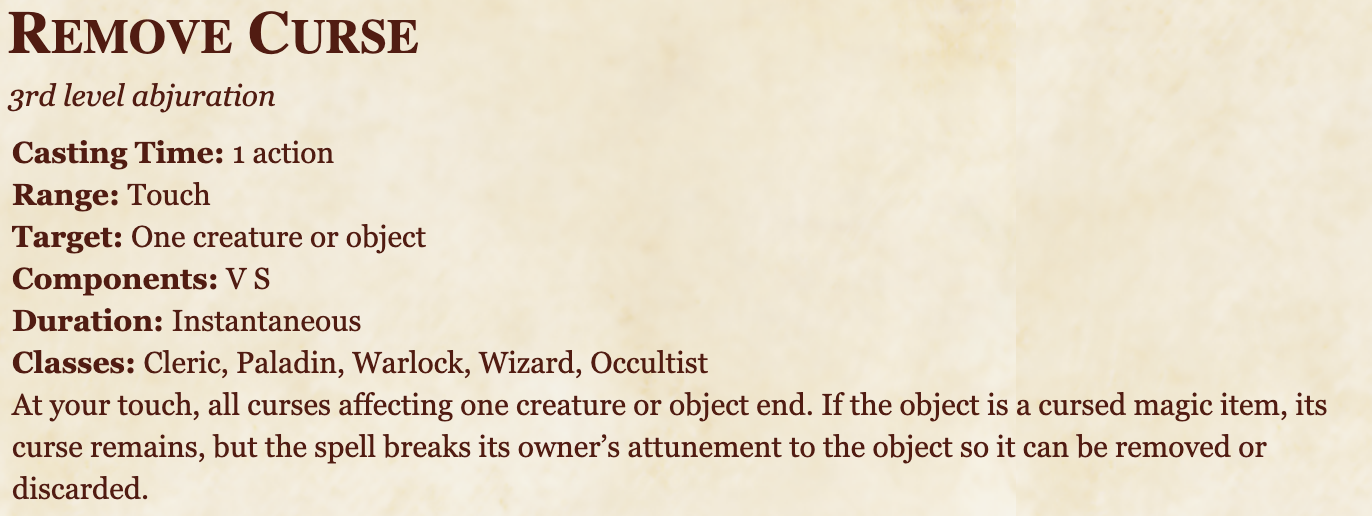 Remove Curse
3rd level abjuration
Casting Time: 1 action
Range: Touch
Target: One creature or object
Components: V S
Duration: Instantaneous
Classes: Cleric, Paladin, Warlock, Wizard, Occultist
At your touch, all curses affecting one creature or object end. If the object is a cursed magic item, its
curse remains, but the spell breaks its owner’s attunement to the object so it can be removed or
discarded.